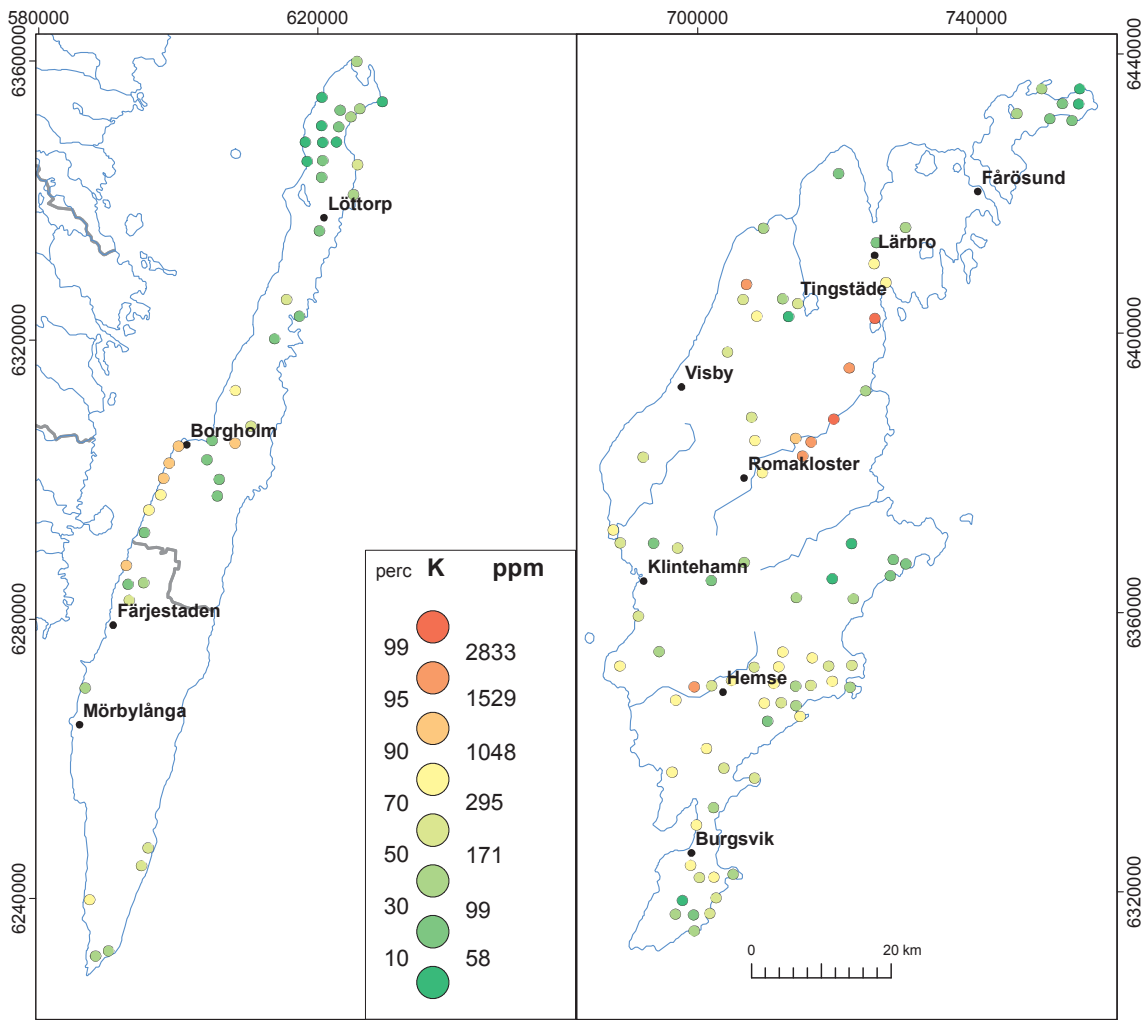 580000 620000 700000 740000
6360000
6320000
6280000
6240000
6440000
6400000
6360000
6320000
Löttorp
Borgholm
Färjestaden
Mörbylånga
Fårösund
Lärbro
Tingstäde
Visby
Romakloster
Klintehamn
Hemse
Burgsvik
perc K ppm
99 2833
95 1529
90 1048
70 295
50 171
30 99
10 58
0 20 km